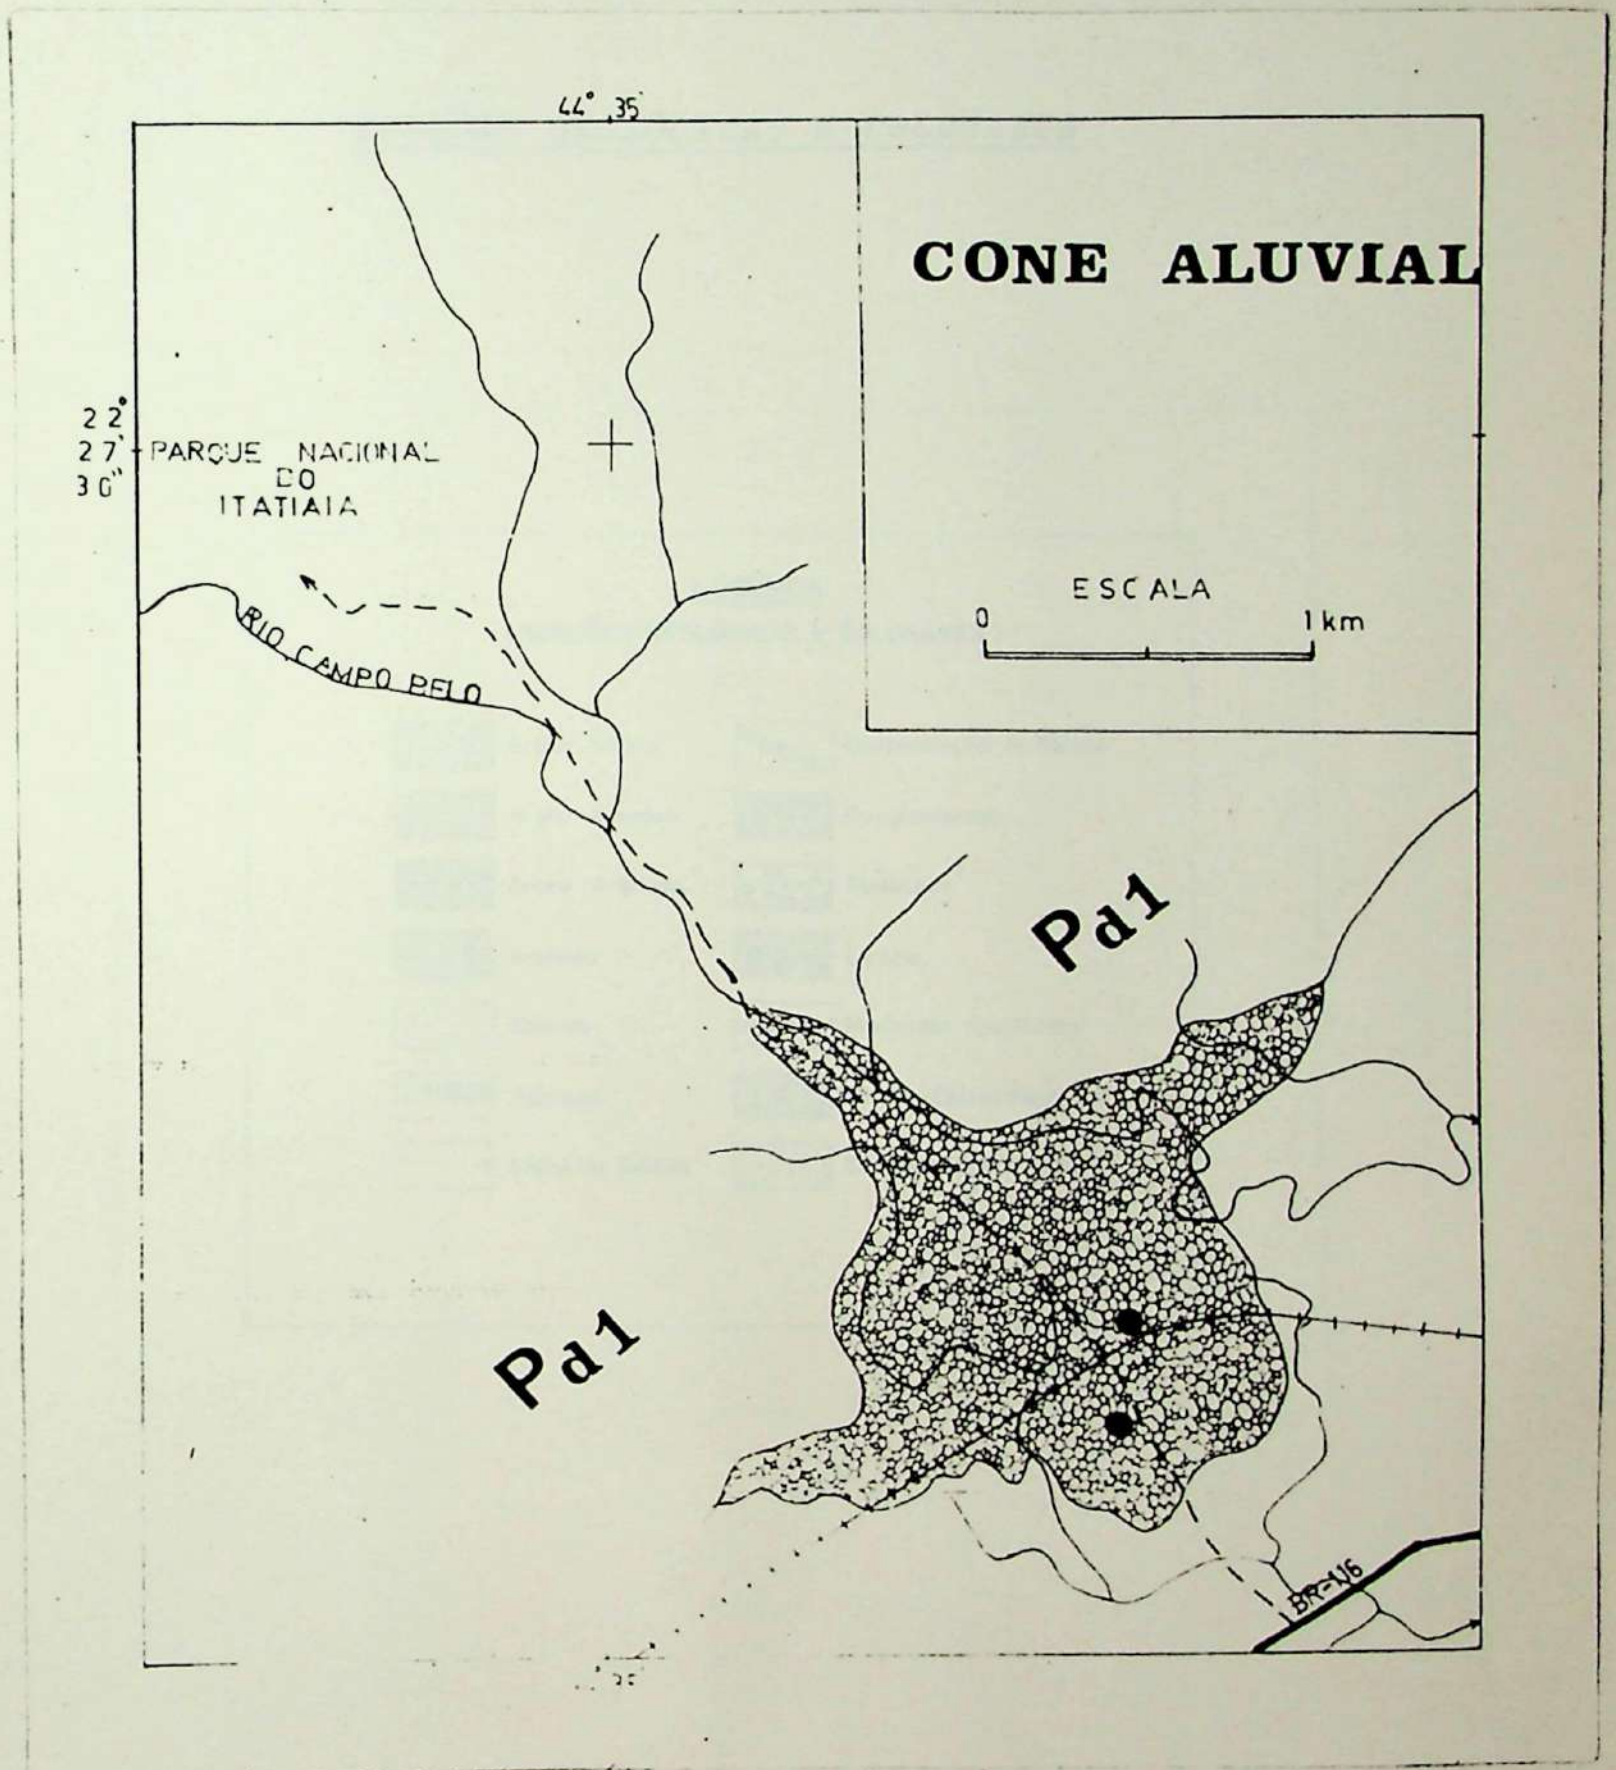 44° 35'
CONE ALUVIAL
22°
27'
30"
PARQUE NACIONAL
DO
ITATIAIA
ESCALA
0 1 km
RIO CAMPO BELO
Pd1
Pd1
BR-116